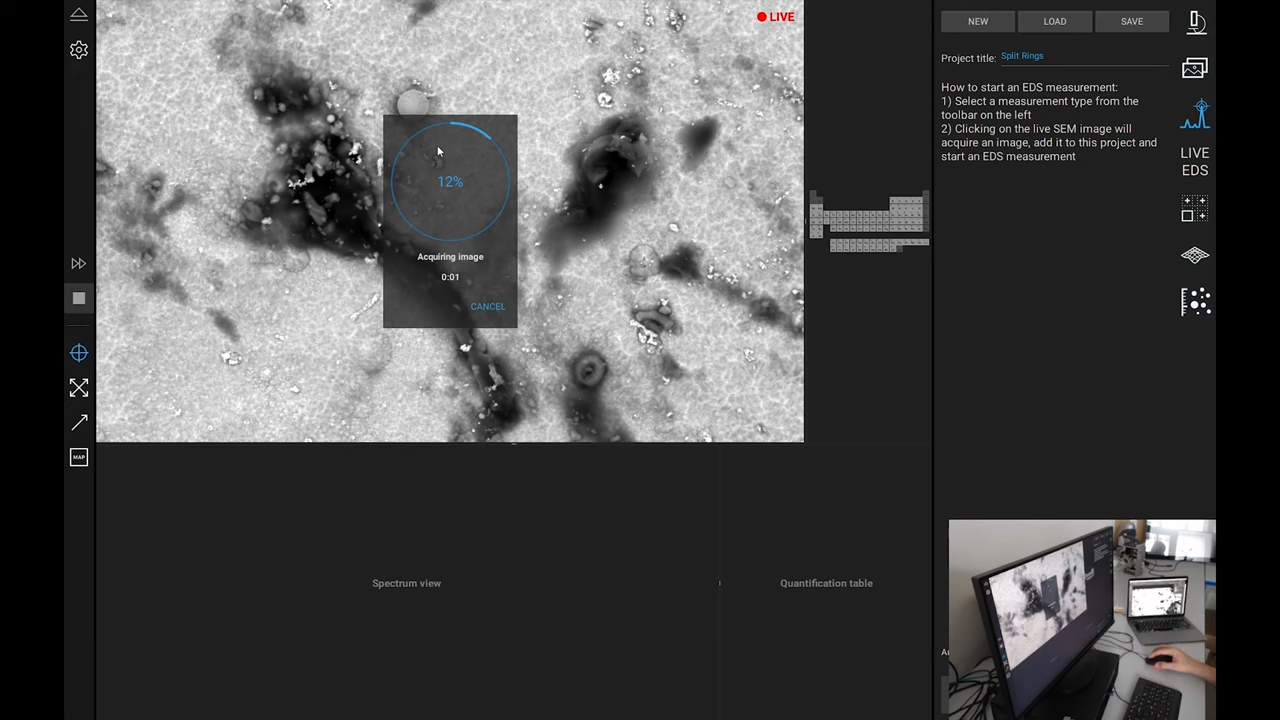 LIVE
NEW
LOAD
SAVE
Project title: Split Rings
How to start an EDS measurement:
1) Select a measurement type from the
toolbar on the left
2) Clicking on the live SEM image will
acquire an image, add it to this project and
start an EDS measurement
LIVE
EDS
12%
Acquiring image
0:01
CANCEL
MAP
Spectrum view
Quantification table